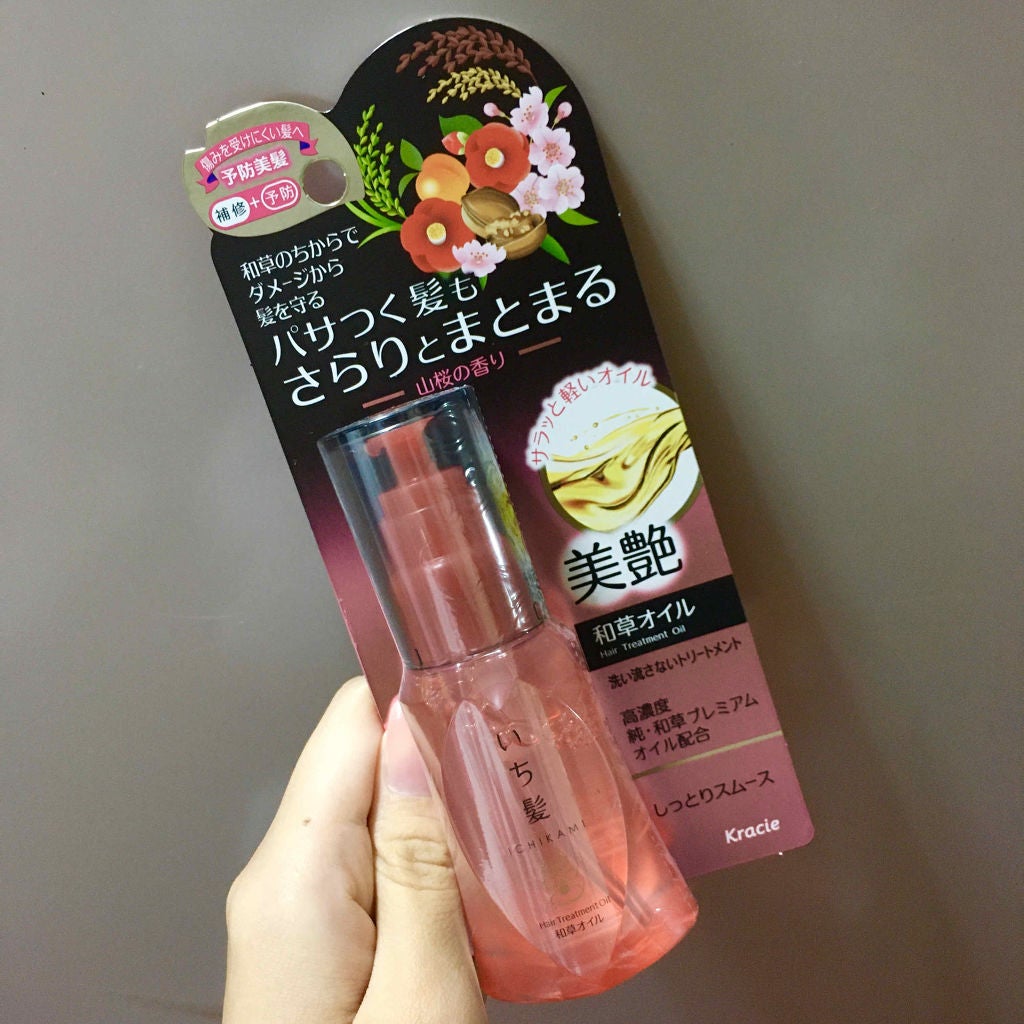 傷みを受けにくい髪へ
予防美髪
補修+予防
和草のちからで
ダメージから
髪を守る
パサつく髪も
さらりとまとまる
山桜の香り
サラッと軽いオイル
美艶
和草オイル
Hair Treatment Oil
洗い流さないトリートメント
高濃度
純・和草プレミアム
オイル配合
しっとりスムース
Kracie
いち髪
ICHIKAMI
Hair Treatment Oil
和草オイル